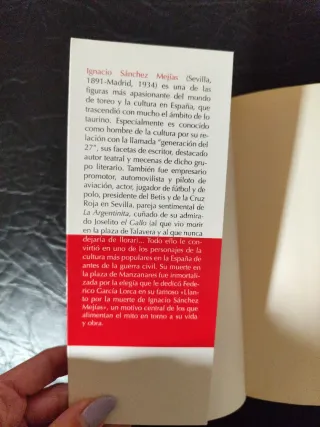 Ignacio Sánchez Mejías (Sevilla,
1891-Madrid, 1934) es una de las
figuras más apasionante del mundo
de toreo y la cultura en España, que
trascendió con mucho el ámbito de lo
taurino. Especialmente es conocido
como hombre de la cultura por su re-
lación con la llamada "generación del
27", sus facetas de escritor, destacado
autor teatral y mecenas de dicho gru-
po literario. También fue empresario
promotor, automovilista y piloto de
aviación, actor, jugador de fútbol y de
polo, presidente del Betis y de la Cruz
Roja en Sevilla, pareja sentimental de
La Argentinita, cuñado de su admira-
do Joselito el Gallo (al que vio morir
en la plaza de Talavera y al que nunca
dejaría de llorar)... Todo ello le con-
virtió en uno de los personajes de la
cultura más populares en la España de
antes de la guerra civil. Su muerte en
la plaza de Manzanares fue inmortali-
zada por la elegía que le dedicó Fede-
rico García Lorca en su famoso «Llan-
to por la muerte de Ignacio Sánchez
Mejías», un motivo central de los que
alimentan el mito en torno a su vida
y obra.